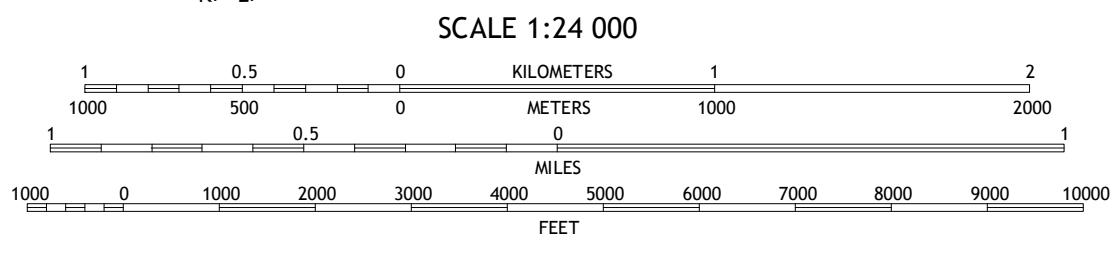 SCALE 1:24 000
1 0.5 0 KILOMETERS 1 2
1000 500 0 METERS 1000 2000
1 0.5 0 1
MILES
1000 0 1000 2000 3000 4000 5000 6000 7000 8000 9000 10000
FEET